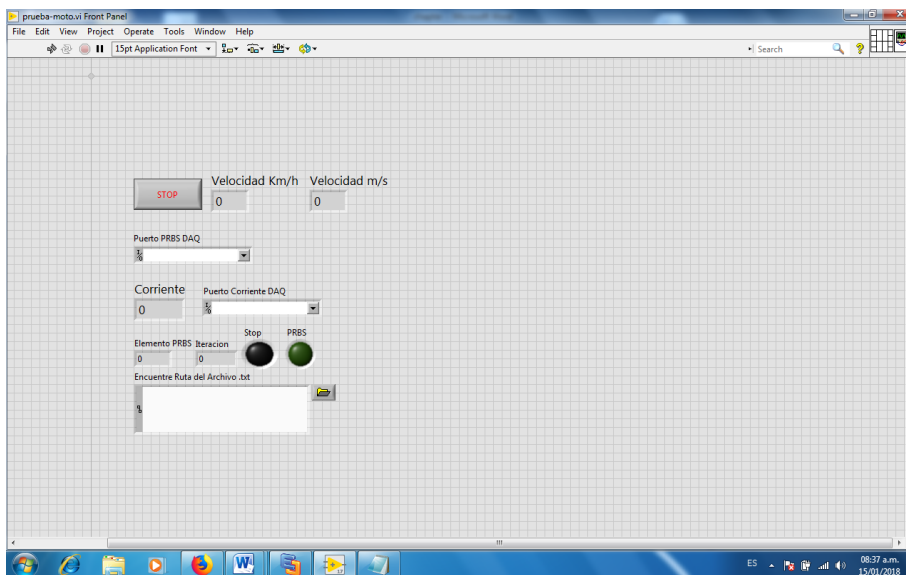 prueba-moto.vi Front Panel
File Edit View Project Operate Tools Window Help
15pt Application Font
Search
STOP
Velocidad Km/h Velocidad m/s
0 0
Puerto PRBS DAQ
Corriente Puerto Corriente DAQ
0
Stop PRBS
Elemento PRBS Iteracion
0 0
Encuentre Ruta del Archivo .txt
ES 08:37 a.m.
15/01/2018